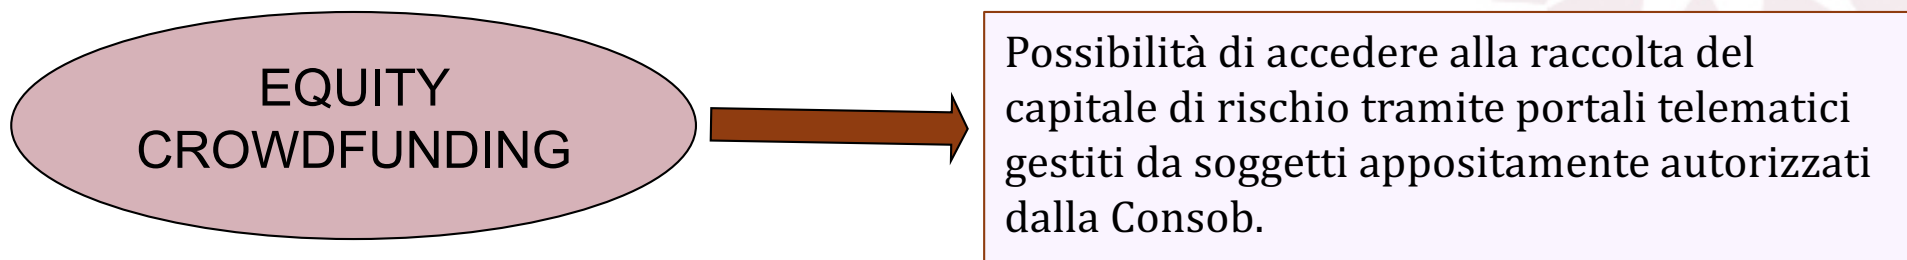 EQUITY
CROWDFUNDING
Possibilità di accedere alla raccolta del
capitale di rischio tramite portali telematici
gestiti da soggetti appositamente autorizzati
dalla Consob.